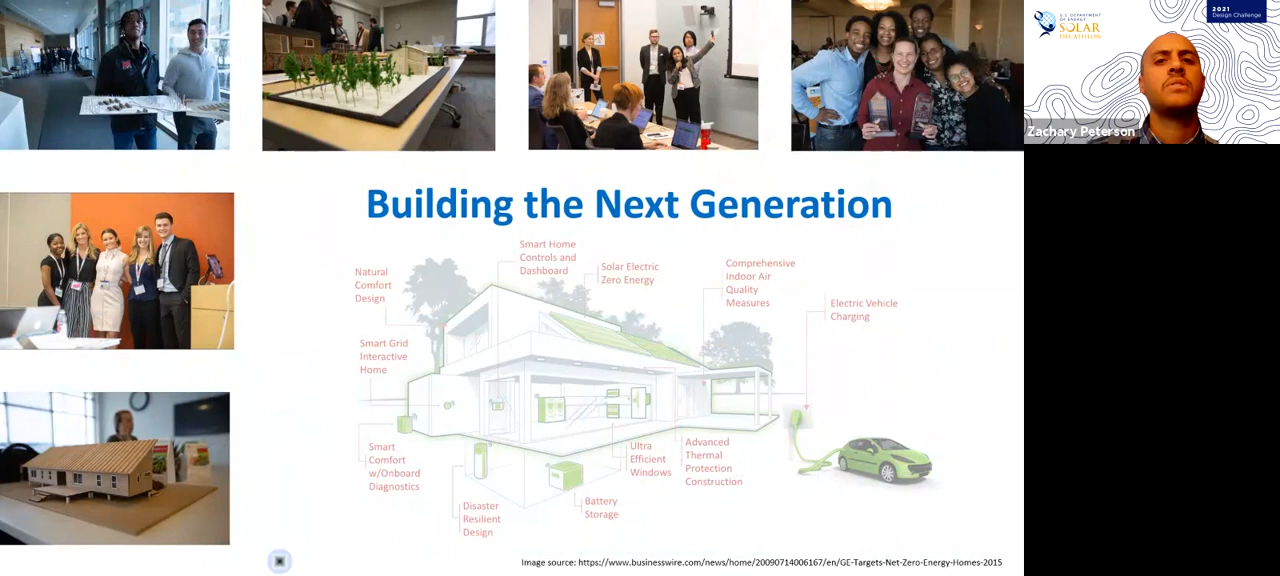 U.S. DEPARTMENT
OF ENERGY
SOLAR
DECATHLON
2021
Design Challenge
Zachary Peterson
Building the Next Generation
Smart Home
Controls and
Dashboard
Solar Electric
Zero Energy
Comprehensive
Indoor Air
Quality
Measures
Natural
Comfort
Design
Electric Vehicle
Charging
Smart Grid
Interactive
Home
Smart
Comfort
w/Onboard
Diagnostics
Ultra
Efficient
Windows
Advanced
Thermal
Protection
Construction
Disaster
Resilient
Design
Battery
Storage
Image source: https://www.businesswire.com/news/home/20090714006167/en/GE-Targets-Net-Zero-Energy-Homes-2015